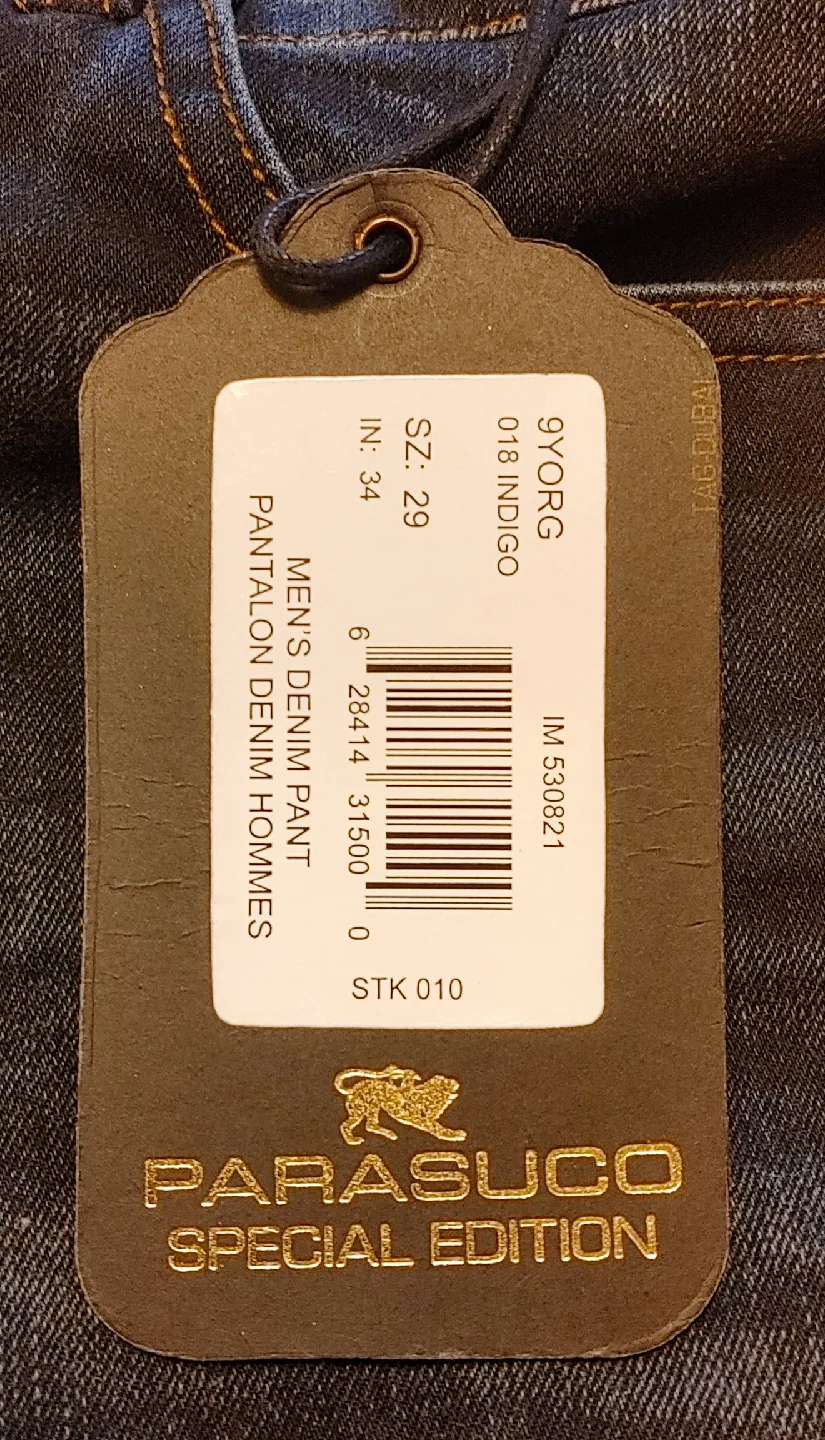 9YORG
018 INDIGO
IM 530821
SZ: 29
IN: 34
6 28414 31500 0
STK 010
MEN'S DENIM PANT
PANTALON DENIM HOMMES
PARASUCO
SPECIAL EDITION